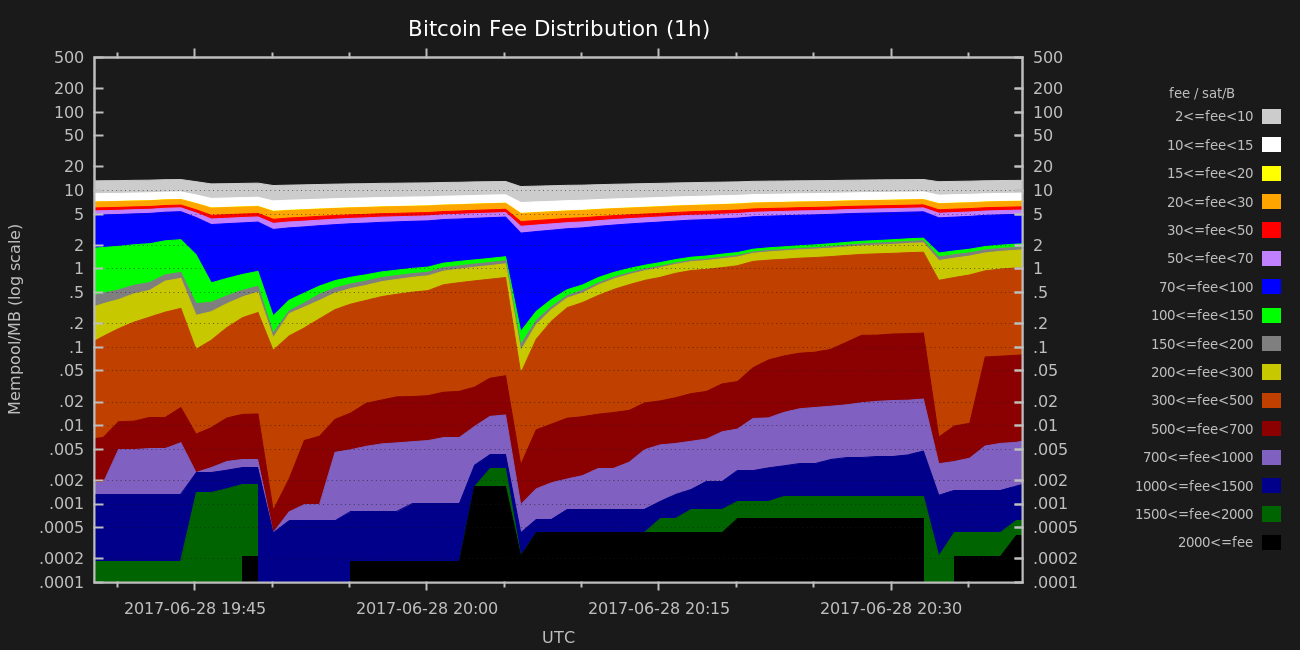 Bitcoin Fee Distribution (1h)
Mempool/MB (log scale)
500
200
100
50
20
10
5
2
1
.5
.2
.1
.05
.02
.01
.005
.002
.001
.0005
.0002
.0001
500
200
100
50
20
10
5
2
1
.5
.2
.1
.05
.02
.01
.005
.002
.001
.0005
.0002
.0001
2017-06-28 19:45
2017-06-28 20:00
2017-06-28 20:15
2017-06-28 20:30
UTC
fee / sat/B
2<=fee<10
10<=fee<15
15<=fee<20
20<=fee<30
30<=fee<50
50<=fee<70
70<=fee<100
100<=fee<150
150<=fee<200
200<=fee<300
300<=fee<500
500<=fee<700
700<=fee<1000
1000<=fee<1500
1500<=fee<2000
2000<=fee